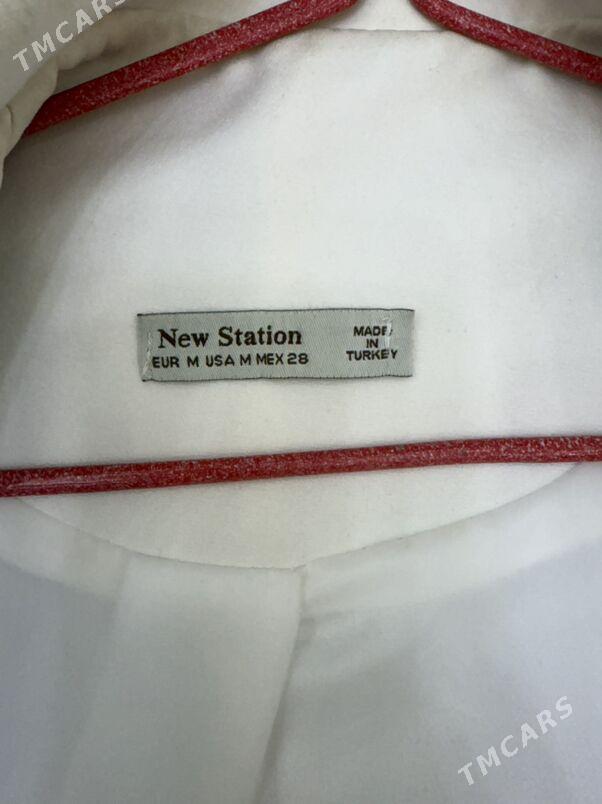 TMCARS
New Station
EUR M USA M MEX 28
MADE
IN
TURKEY
TMCARS